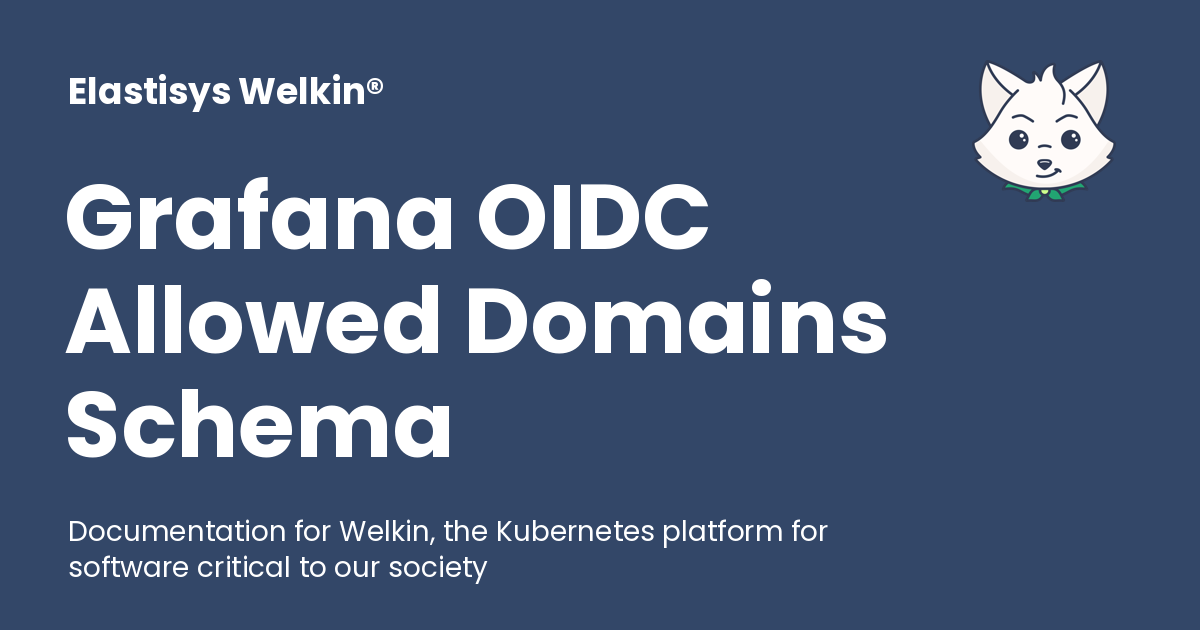 Elastisys Welkin®
Grafana OIDC
Allowed Domains
Schema
Documentation for Welkin, the Kubernetes platform for
software critical to our society